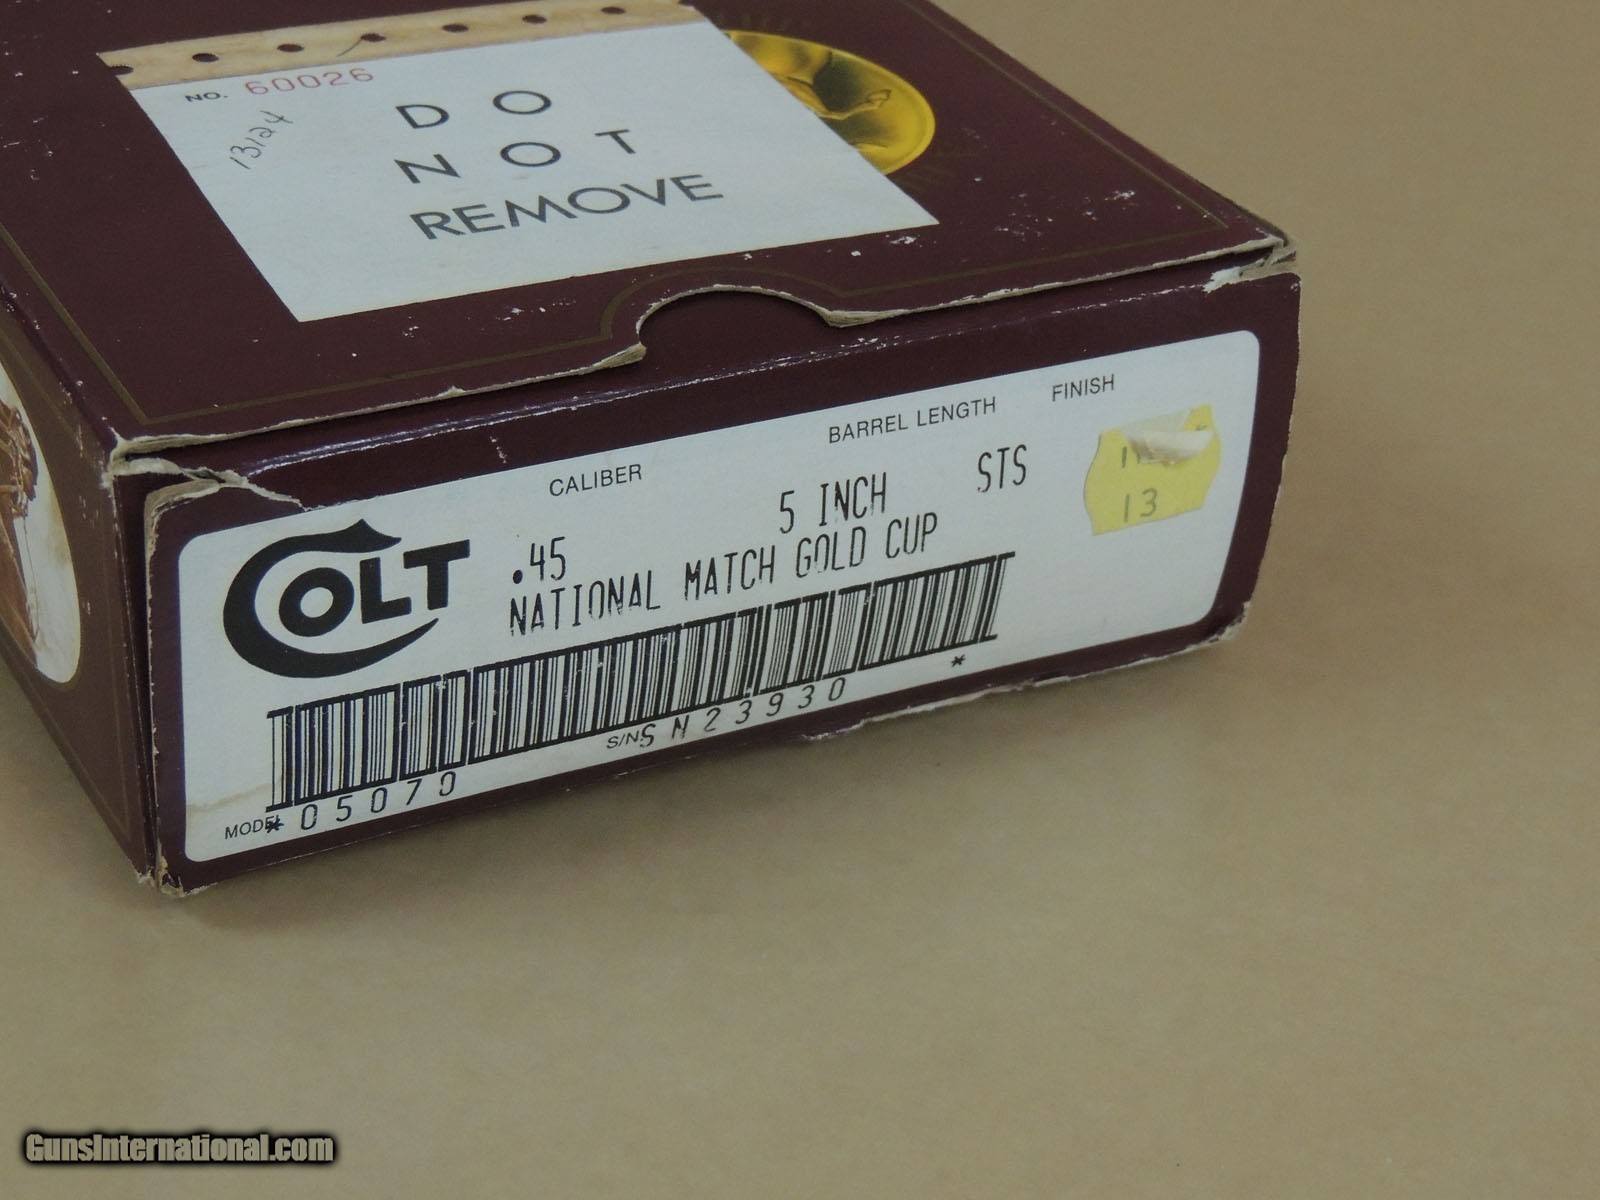 NO. 60026
13124
DO
NOT
REMOVE
CALIBER BARREL LENGTH FINISH
COLT
.45 5 INCH STS
NATIONAL MATCH GOLD CUP
13
MODEL *05070 S/N SN23930 *
GunsInternational.com